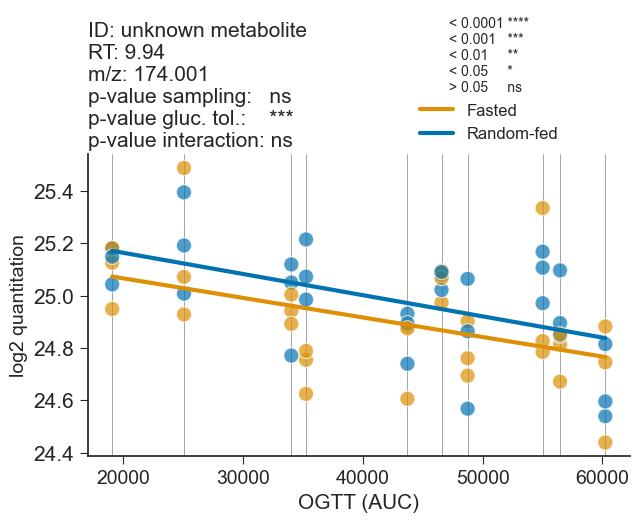 ID: unknown metabolite
RT: 9.94
m/z: 174.001
p-value sampling: ns
p-value gluc. tol.: ***
p-value interaction: ns
< 0.0001 ****
< 0.001 ***
< 0.01 **
< 0.05 *
> 0.05 ns
Fasted
Random-fed
25.4
25.2
25.0
24.8
24.6
24.4
log2 quantitation
20000 30000 40000 50000 60000
OGTT (AUC)